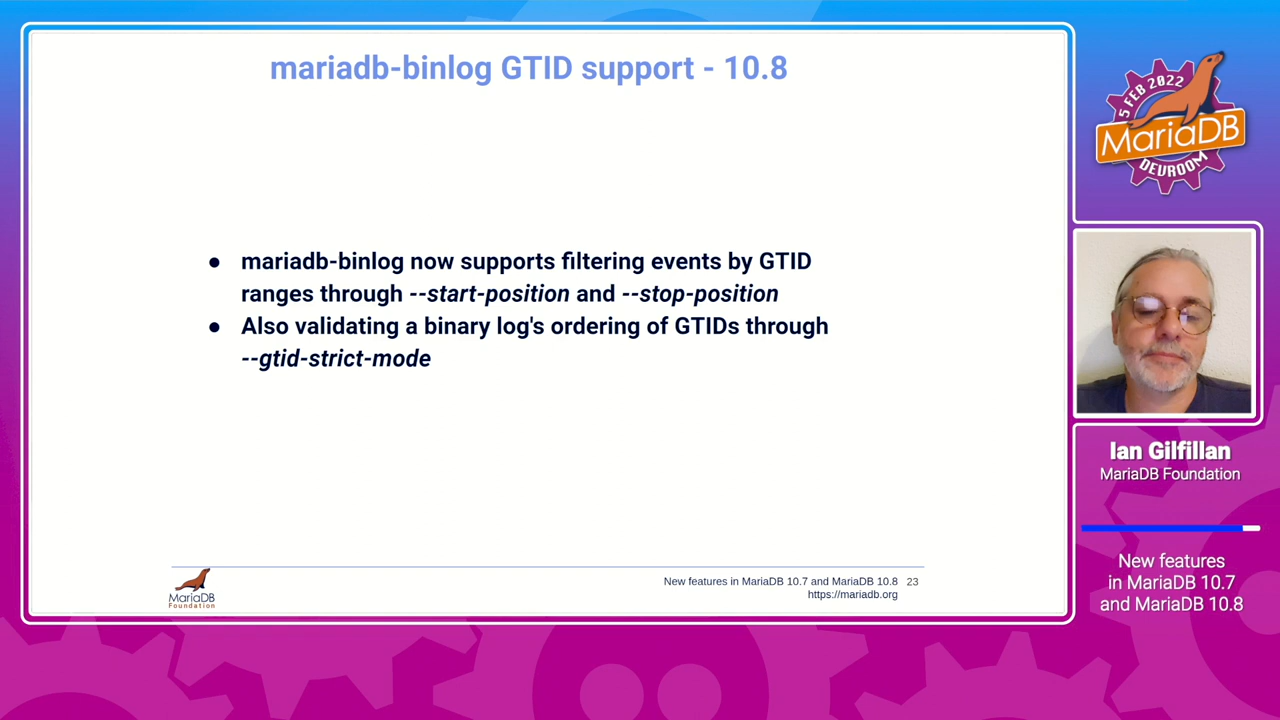 mariadb-binlog GTID support - 10.8
● mariadb-binlog now supports filtering events by GTID
ranges through --start-position and --stop-position
● Also validating a binary log's ordering of GTIDs through
--gtid-strict-mode
MariaDB
Foundation
New features in MariaDB 10.7 and MariaDB 10.8 23
https://mariadb.org
5 FEB 2022
MariaDB
DEVROOM
Ian Gilfillan
MariaDB Foundation
New features
in MariaDB 10.7
and MariaDB 10.8